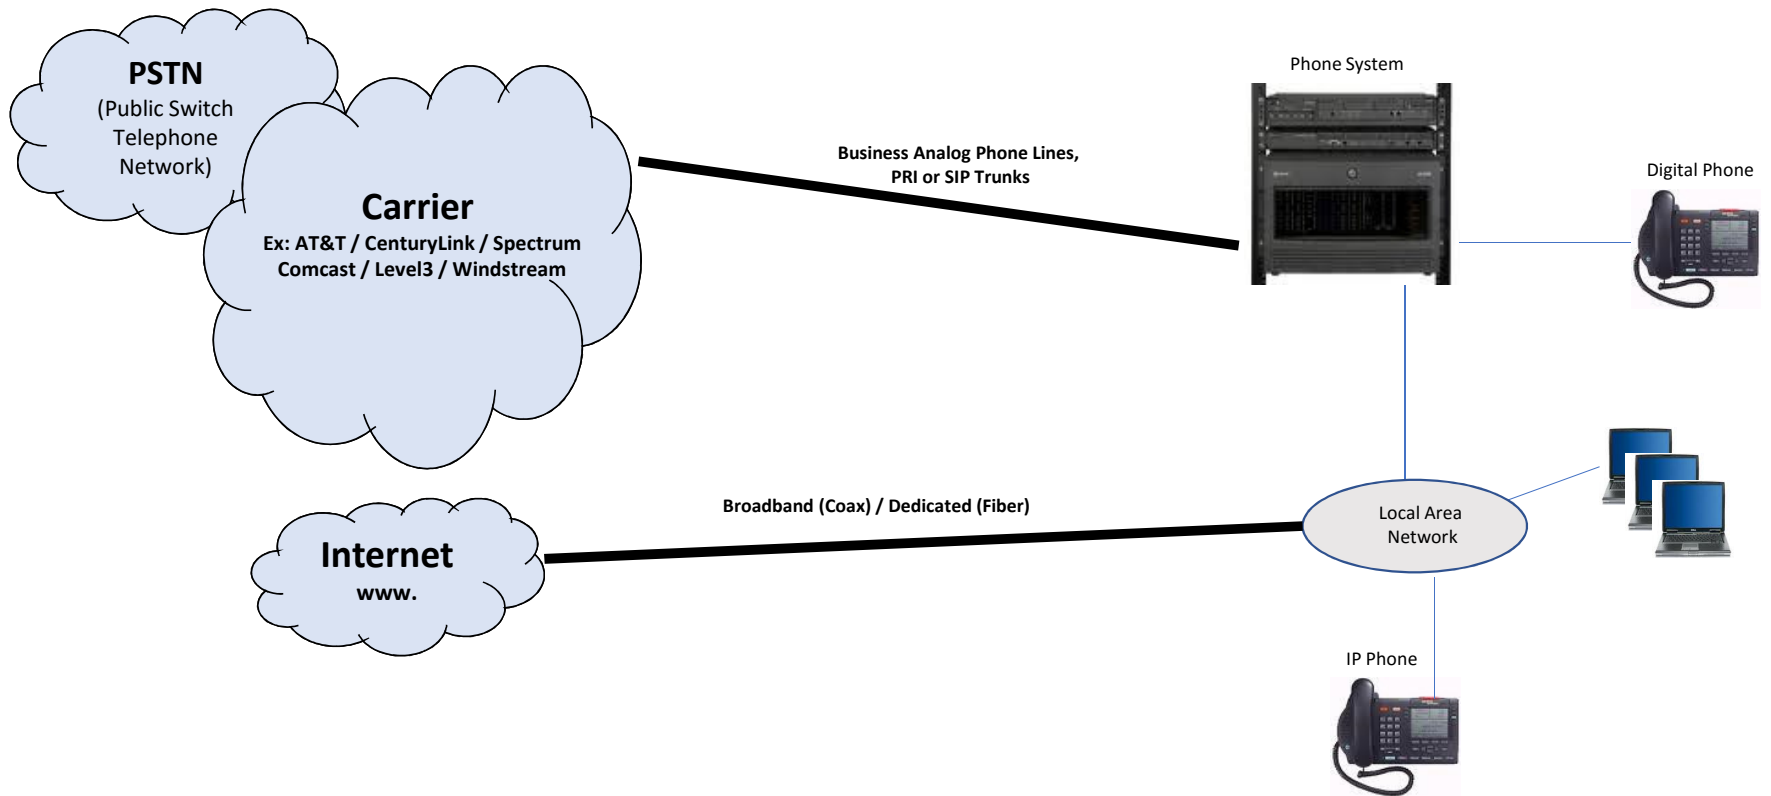 PSTN
(Public Switch
Telephone
Network)
Carrier
Ex: AT&T / CenturyLink / Spectrum
Comcast / Level3 / Windstream
Business Analog Phone Lines,
PRI or SIP Trunks
Phone System
Digital Phone
Internet
www.
Broadband (Coax) / Dedicated (Fiber)
Local Area
Network
IP Phone